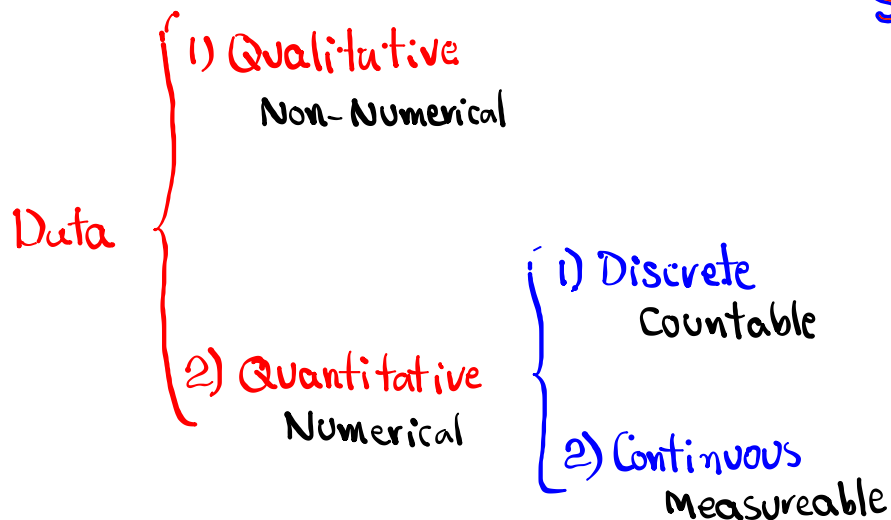 1) Qualitative
Non-Numerical
Data
1) Discrete
Countable
2) Quantitative
Numerical
2) Continuous
Measureable